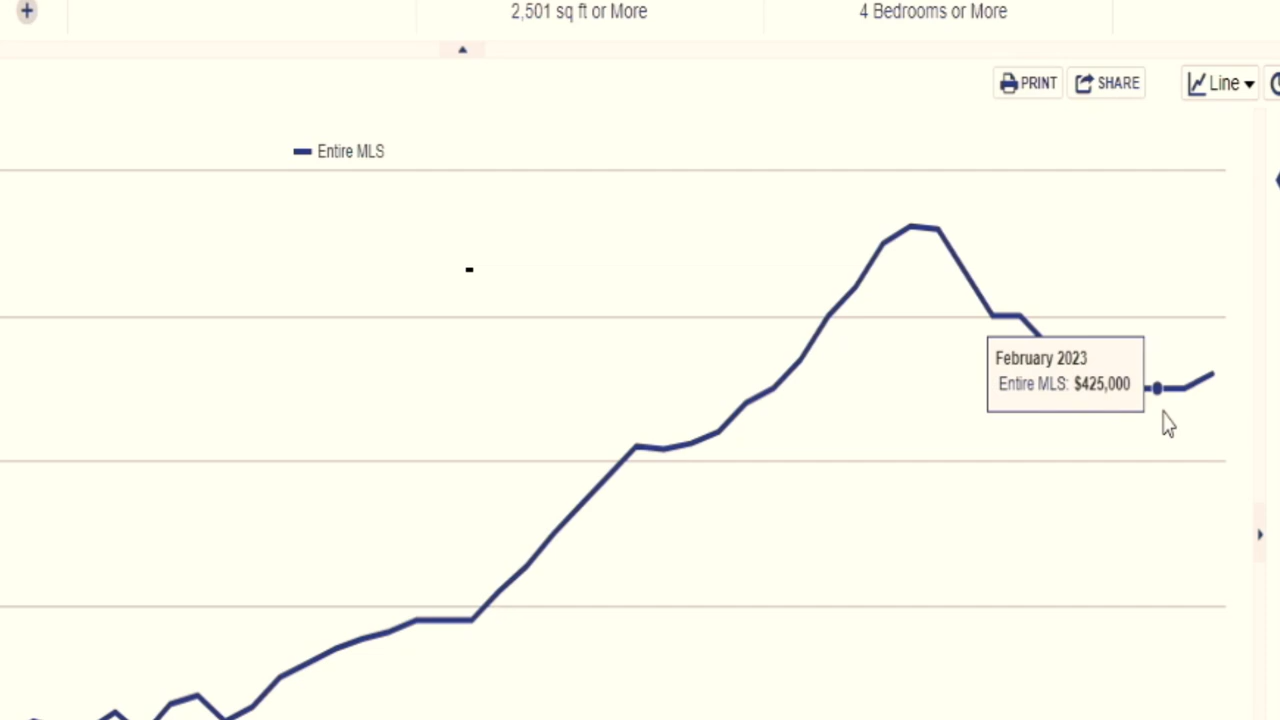 2,501 sq ft or More
4 Bedrooms or More
PRINT
SHARE
Line
Entire MLS
February 2023
Entire MLS: $425,000